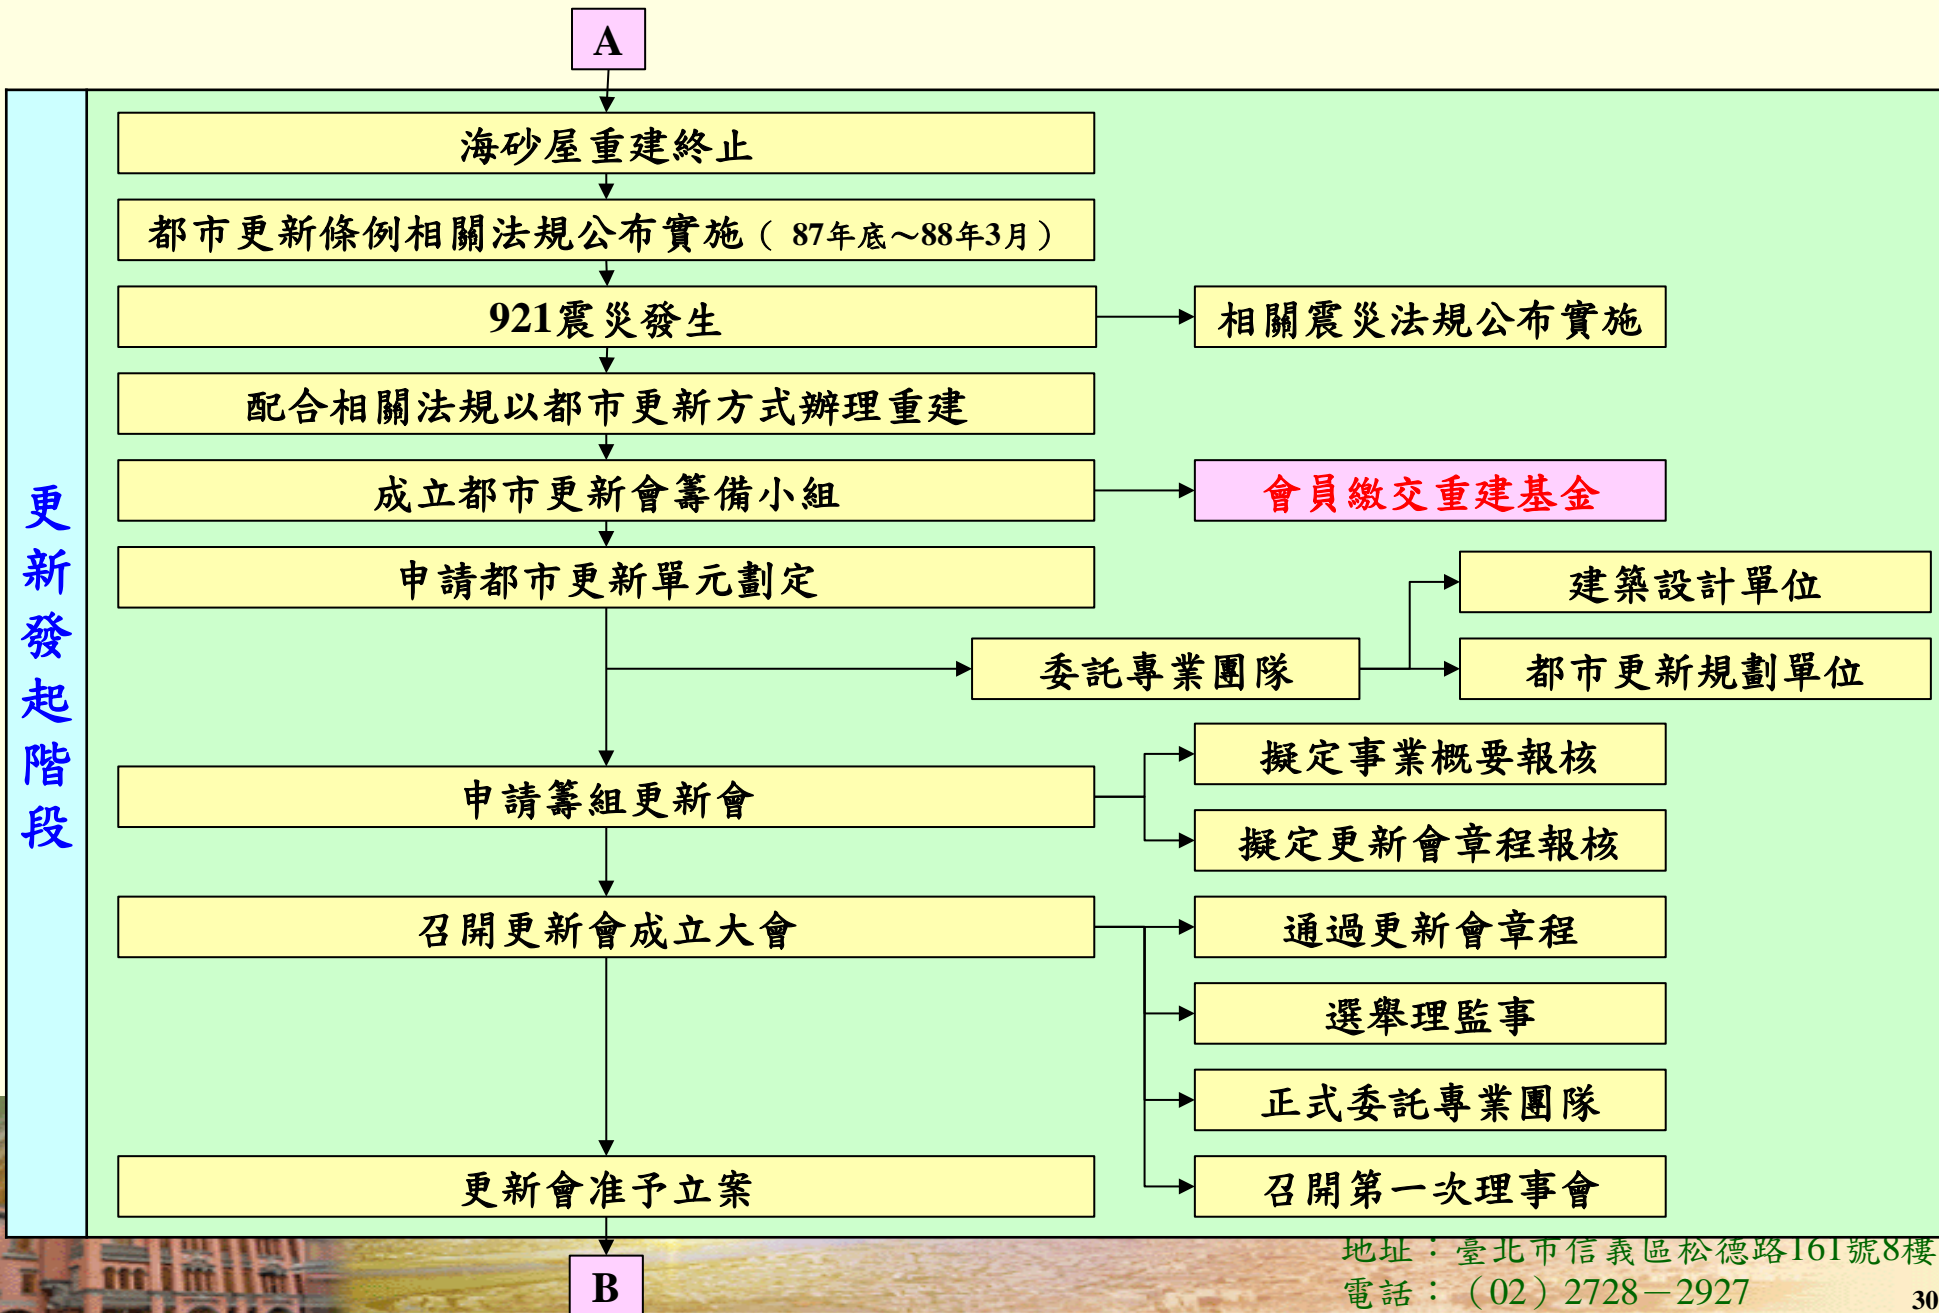 A
更新發起階段
海砂屋重建終止
都市更新條例相關法規公布實施（ 87年底～88年3月）
921震災發生
相關震災法規公布實施
配合相關法規以都市更新方式辦理重建
成立都市更新會籌備小組
會員繳交重建基金
申請都市更新單元劃定
建築設計單位
委託專業團隊
都市更新規劃單位
擬定事業概要報核
申請籌組更新會
擬定更新會章程報核
召開更新會成立大會
通過更新會章程
選舉理監事
正式委託專業團隊
更新會准予立案
召開第一次理事會
地址：臺北市信義區松德路161號8樓
B
電話：（02）2728－2927
30